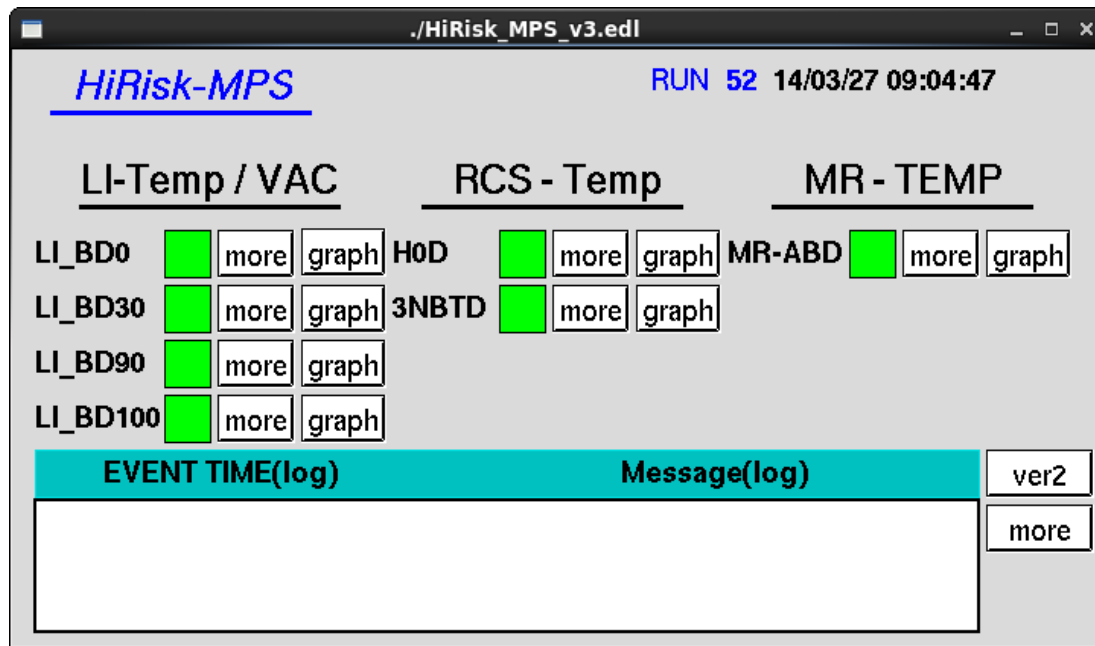 ./HiRisk_MPS_v3.edl
HiRisk-MPS RUN 52 14/03/27 09:04:47
LI-Temp / VAC RCS - Temp MR - TEMP
LI_BD0 more graph H0D more graph MR-ABD more graph
LI_BD30 more graph 3NBTD more graph
LI_BD90 more graph
LI_BD100 more graph
EVENT TIME(log) Message(log) ver2
more